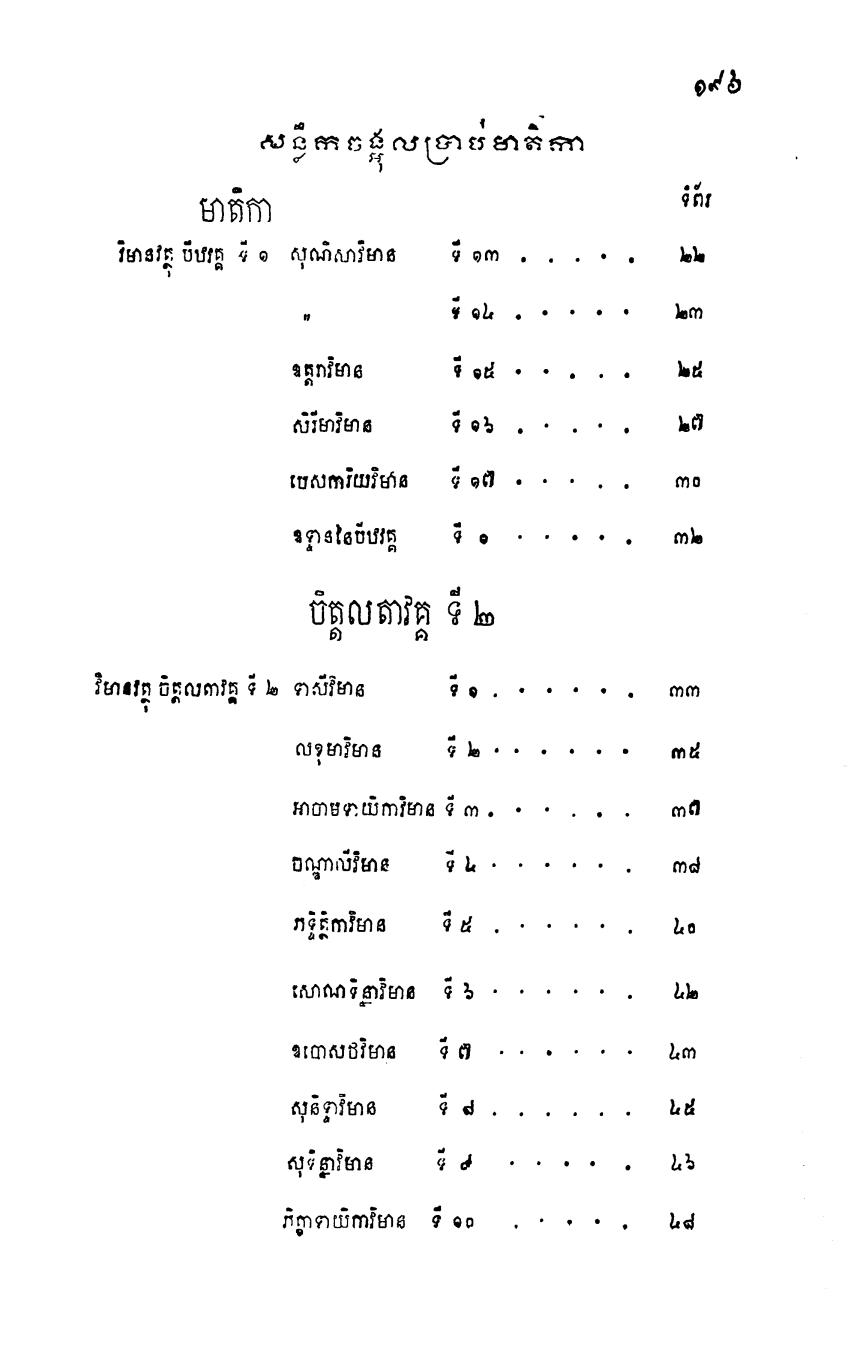 ១៩៦
សន្លឹកចង្អុលប្រាប់មាតិកា
មាតិកា ទំព័រ
វិមានវត្ថុ បីឋវគ្គ ទី ១ សុណិសាវិមាន ទី ១៣ . . . . . ២២
" ទី ១៤ . . . . . ២៣
ឧត្តរាវិមាន ទី ១៥ . . . . . ២៥
សិរីមាវិមាន ទី ១៦ . . . . . ២៧
បេសការិយវិមាន ទី ១៧ . . . . . ៣០
ឧទ្ទាននៃបីឋវគ្គ ទី ១ . . . . . ៣២
ចិត្តលតាវគ្គ ទី ២
វិមានវត្ថុ ចិត្តលតាវគ្គ ទី ២ ទាសីវិមាន ទី ១ . . . . . . ៣៣
លខុមាវិមាន ទី ២ . . . . . . ៣៥
អាចាមទាយិកាវិមាន ទី ៣ . . . . . . ៣៧
ចណ្ឌាលីវិមាន ទី ៤ . . . . . . ៣៨
ភទ្ទិត្ថិកាវិមាន ទី ៥ . . . . . . ៤០
សោណទិន្នាវិមាន ទី ៦ . . . . . . ៤២
ឧបោសថវិមាន ទី ៧ . . . . . . ៤៣
សុនិទ្ទាវិមាន ទី ៨ . . . . . . ៤៥
សុទិន្នាវិមាន ទី ៩ . . . . . ៤៦
ភិក្ខាទាយិកាវិមាន ទី ១០ . . . . . ៤៨